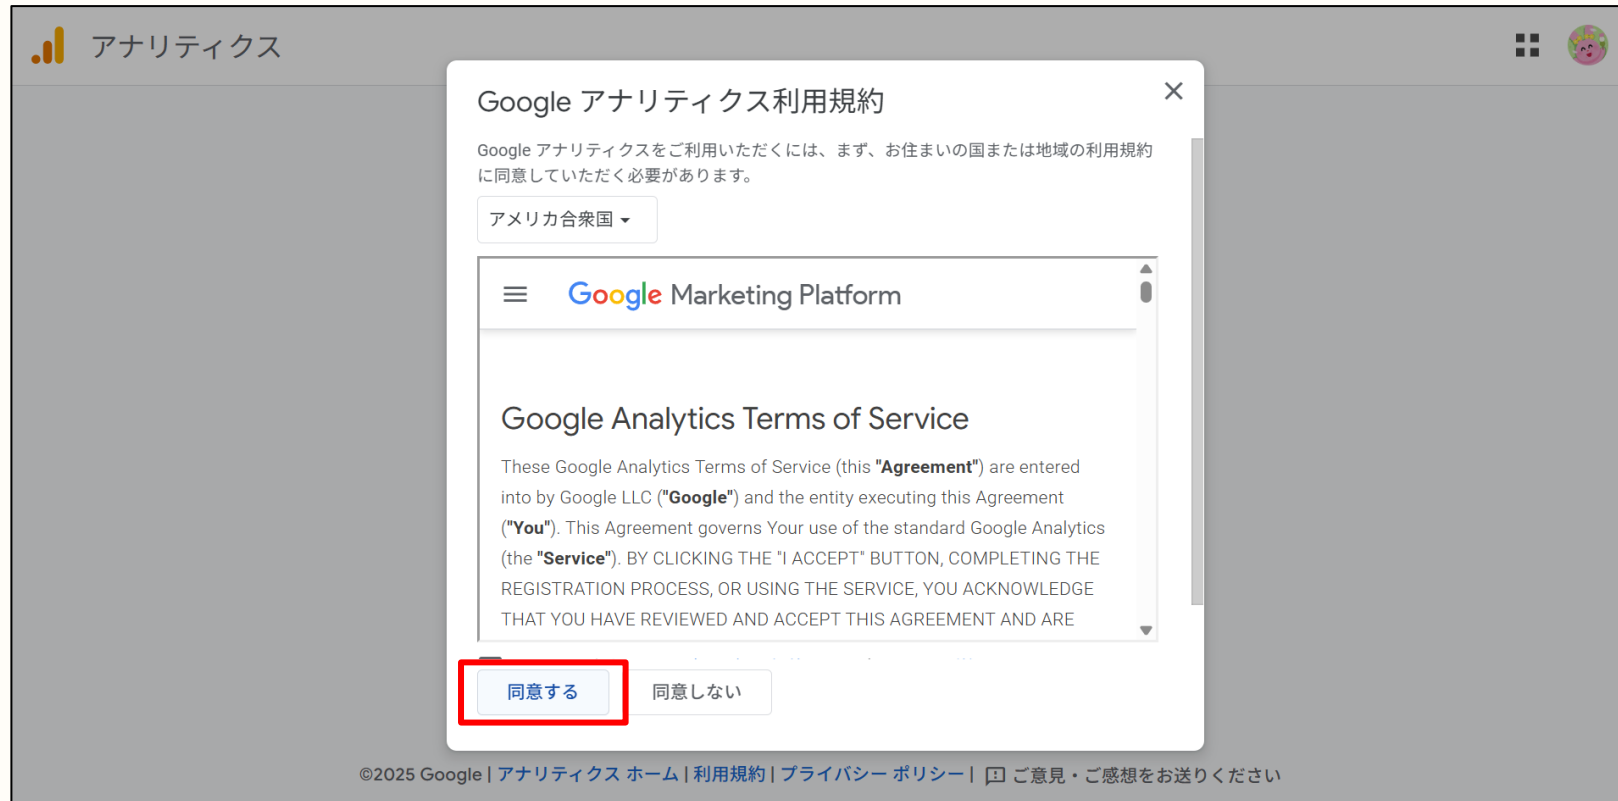 アナリティクス
Google アナリティクス利用規約
Google アナリティクスをご利用いただくには、まず、お住まいの国または地域の利用規約
に同意していただく必要があります。
アメリカ合衆国
Google Marketing Platform
Google Analytics Terms of Service
These Google Analytics Terms of Service (this "Agreement") are entered
into by Google LLC ("Google") and the entity executing this Agreement
("You"). This Agreement governs Your use of the standard Google Analytics
(the "Service"). BY CLICKING THE "I ACCEPT" BUTTON, COMPLETING THE
REGISTRATION PROCESS, OR USING THE SERVICE, YOU ACKNOWLEDGE
THAT YOU HAVE REVIEWED AND ACCEPT THIS AGREEMENT AND ARE
同意する 同意しない
©2025 Google | アナリティクス ホーム | 利用規約 | プライバシー ポリシー | ご意見・ご感想をお送りください